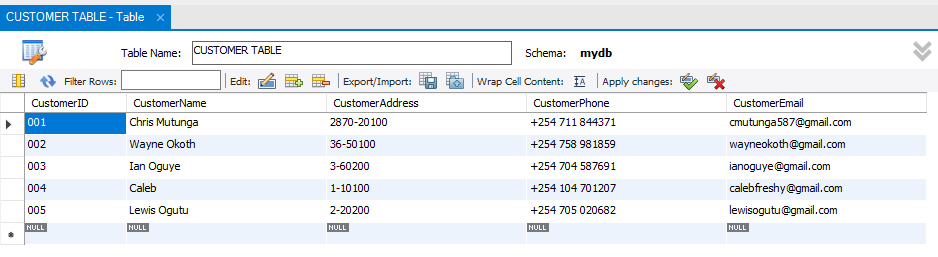 CUSTOMER TABLE - Table ×
Table Name: CUSTOMER TABLE Schema: mydb
Filter Rows: Edit: Export/Import: Wrap Cell Content: IA Apply changes:
CustomerID CustomerName CustomerAddress CustomerPhone CustomerEmail
001 Chris Mutunga 2870-20100 +254 711 844371 cmutunga587@gmail.com
002 Wayne Okoth 36-50100 +254 758 981859 wayneokoth@gmail.com
003 Ian Oguye 3-60200 +254 704 587691 ianoguye@gmail.com
004 Caleb 1-10100 +254 104 701207 calebfreshy@gmail.com
005 Lewis Ogutu 2-20200 +254 705 020682 lewisogutu@gmail.com
NULL NULL NULL NULL NULL